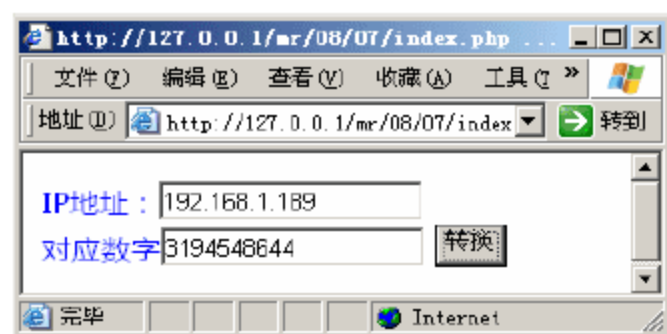 http://127.0.0.1/mr/08/07/index.php ...
文件(F) 编辑(E) 查看(V) 收藏(A) 工具(T »
地址(D) http://127.0.0.1/mr/08/07/index 转到
IP地址：192.168.1.189
对应数字 3194548644 转换
完毕 Internet